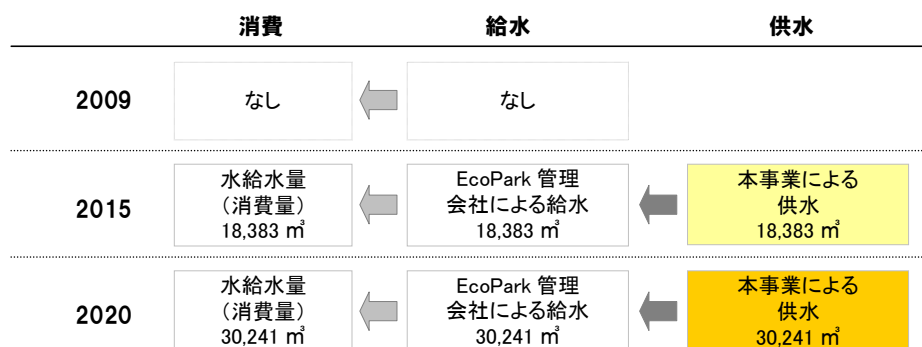 消費 給水 供水
2009 なし なし
2015
水給水量
（消費量）
18,383 ㎥
EcoPark 管理
会社による給水
18,383 ㎥
本事業による
供水
18,383 ㎥
2020
水給水量
（消費量）
30,241 ㎥
EcoPark 管理
会社による給水
30,241 ㎥
本事業による
供水
30,241 ㎥